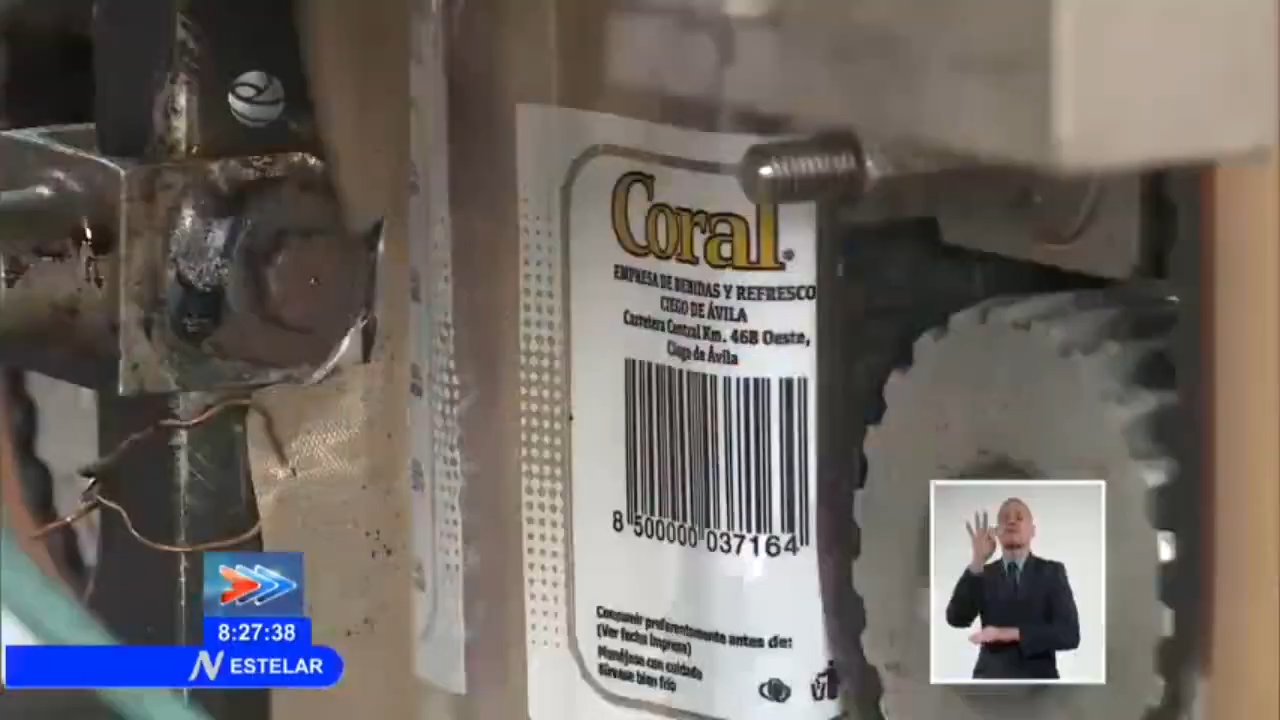 Coral®
EMPRESA DE BEBIDAS Y REFRESCO
CIEGO DE ÁVILA
Carretera Central Km. 468 Oeste,
Ciego de Ávila
8 500000 037164
Consumir preferentemente antes de:
(Ver fecha impresa)
Manéjese con cuidado
Sírvase bien frío
8:27:38
N ESTELAR